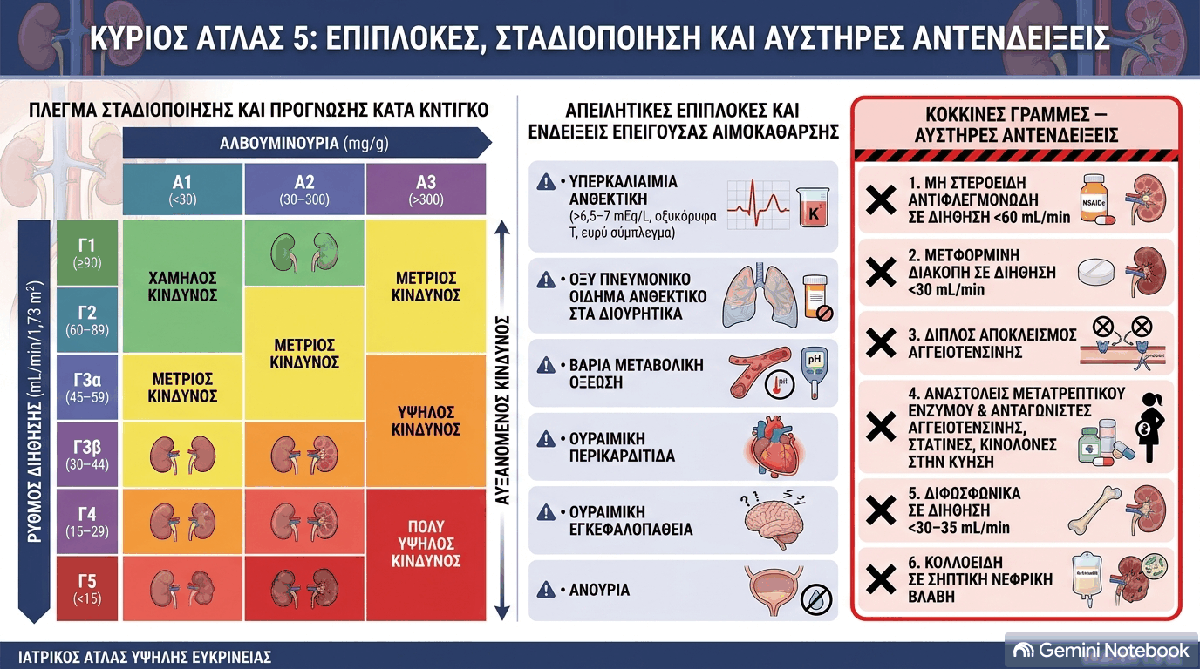 ΚΥΡΙΟΣ ΑΤΛΑΣ 5: ΕΠΙΠΛΟΚΕΣ, ΣΤΑΔΙΟΠΟΙΗΣΗ ΚΑΙ ΑΥΣΤΗΡΕΣ ΑΝΤΕΝΔΕΙΞΕΙΣ
ΠΛΕΓΜΑ ΣΤΑΔΙΟΠΟΙΗΣΗΣ ΚΑΙ ΠΡΟΓΝΩΣΗΣ ΚΑΤΑ ΚΝΤΙΓΚΟ
ΑΛΒΟΥΜΙΝΟΥΡΙΑ (mg/g)
Α1
(<30)
Α2
(30–300)
Α3
(>300)
ΡΥΘΜΟΣ ΔΙΗΘΗΣΗΣ (mL/min/1,73 m²)
Γ1
(≥90)
Γ2
(60–89)
Γ3α
(45–59)
Γ3β
(30–44)
Γ4
(15–29)
Γ5
(<15)
ΧΑΜΗΛΟΣ
ΚΙΝΔΥΝΟΣ
ΜΕΤΡΙΟΣ
ΚΙΝΔΥΝΟΣ
ΜΕΤΡΙΟΣ
ΚΙΝΔΥΝΟΣ
ΜΕΤΡΙΟΣ
ΚΙΝΔΥΝΟΣ
ΥΨΗΛΟΣ
ΚΙΝΔΥΝΟΣ
ΠΟΛΥ
ΥΨΗΛΟΣ
ΚΙΝΔΥΝΟΣ
ΑΥΞΑΝΟΜΕΝΟΣ ΚΙΝΔΥΝΟΣ
ΑΠΕΙΛΗΤΙΚΕΣ ΕΠΙΠΛΟΚΕΣ ΚΑΙ
ΕΝΔΕΙΞΕΙΣ ΕΠΕΙΓΟΥΣΑΣ ΑΙΜΟΚΑΘΑΡΣΗΣ
• ΥΠΕΡΚΑΛΙΑΙΜΙΑ
ΑΝΘΕΚΤΙΚΗ
(>6,5–7 mEq/L, οξυκόρυφα
Τ, ευρύ σύμπλεγμα)
K+
• ΟΞΥ ΠΝΕΥΜΟΝΙΚΟ
ΟΙΔΗΜΑ ΑΝΘΕΚΤΙΚΟ
ΣΤΑ ΔΙΟΥΡΗΤΙΚΑ
• ΒΑΡΙΑ ΜΕΤΑΒΟΛΙΚΗ
ΟΞΕΩΣΗ
pH
pH
• ΟΥΡΑΙΜΙΚΗ
ΠΕΡΙΚΑΡΔΙΤΙΔΑ
• ΟΥΡΑΙΜΙΚΗ
ΕΓΚΕΦΑΛΟΠΑΘΕΙΑ
• ΑΝΟΥΡΙΑ
ΚΟΚΚΙΝΕΣ ΓΡΑΜΜΕΣ —
ΑΥΣΤΗΡΕΣ ΑΝΤΕΝΔΕΙΞΕΙΣ
1. ΜΗ ΣΤΕΡΟΕΙΔΗ
ΑΝΤΙΦΛΕΓΜΟΝΩΔΗ
ΣΕ ΔΙΗΘΗΣΗ <60 mL/min
NSAICe
2. ΜΕΤΦΟΡΜΙΝΗ
ΔΙΑΚΟΠΗ ΣΕ ΔΙΗΘΗΣΗ
<30 mL/min
3. ΔΙΠΛΟΣ ΑΠΟΚΛΕΙΣΜΟΣ
ΑΓΓΕΙΟΤΕΝΣΙΝΗΣ
4. ΑΝΑΣΤΟΛΕΙΣ ΜΕΤΑΤΡΕΠΤΙΚΟΥ
ΕΝΖΥΜΟΥ & ΑΝΤΑΓΩΝΙΣΤΕΣ
ΑΓΓΕΙΟΤΕΝΣΙΝΗΣ,
ΣΤΑΤΙΝΕΣ, ΚΙΝΟΛΟΝΕΣ
ΣΤΗΝ ΚΥΗΣΗ
5. ΔΙΦΩΣΦΩΝΙΚΑ
ΣΕ ΔΙΗΘΗΣΗ
<30–35 mL/min
6. ΚΟΛΛΟΕΙΔΗ
ΣΕ ΣΗΠΤΙΚΗ ΝΕΦΡΙΚΗ
ΒΛΑΒΗ
ΙΑΤΡΙΚΟΣ ΑΤΛΑΣ ΥΨΗΛΗΣ ΕΥΚΡΙΝΕΙΑΣ
Gemini Notebook